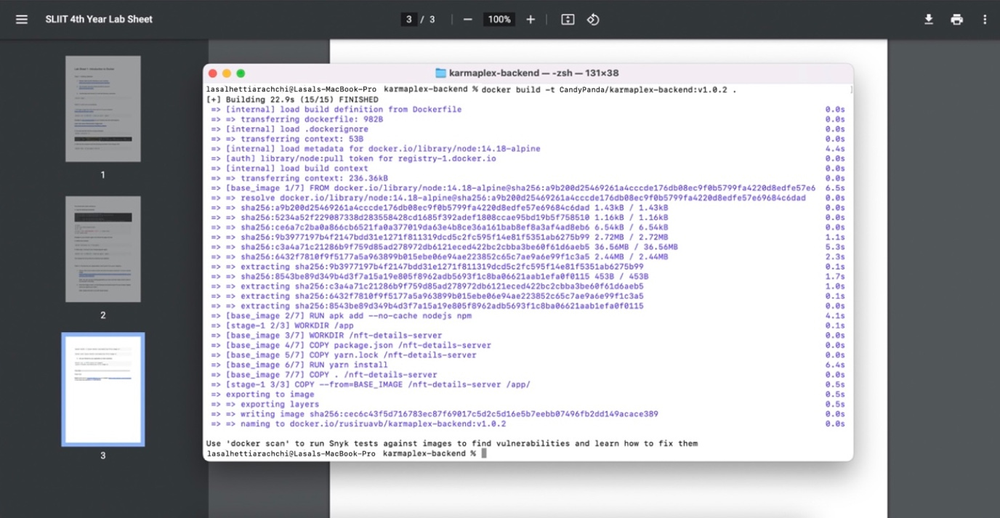 SLIIT 4th Year Lab Sheet
3 / 3
100%
1
2
3
karmaplex-backend — -zsh — 131×38
lasalhettiarachchi@Lasals-MacBook-Pro karmaplex-backend % docker build -t CandyPanda/karmaplex-backend:v1.0.2 .
[+] Building 22.9s (15/15) FINISHED
=> [internal] load build definition from Dockerfile 0.0s
=> => transferring dockerfile: 982B 0.0s
=> [internal] load .dockerignore 0.0s
=> => transferring context: 53B 0.0s
=> [internal] load metadata for docker.io/library/node:14.18-alpine 4.4s
=> [auth] library/node:pull token for registry-1.docker.io 0.0s
=> [internal] load build context 0.0s
=> => transferring context: 236.36kB 0.0s
=> [base_image 1/7] FROM docker.io/library/node:14.18-alpine@sha256:a9b200d25469261a4cccde176db08ec9f0b5799fa4220d8edfe57e6 6.5s
=> => resolve docker.io/library/node:14.18-alpine@sha256:a9b200d25469261a4cccde176db08ec9f0b5799fa4220d8edfe57e69684c6dad 0.0s
=> => sha256:a9b200d25469261a4cccde176db08ec9f0b5799fa4220d8edfe57e69684c6dad 1.43kB / 1.43kB 0.0s
=> => sha256:5234a52f229087338d283558428cd1685f392adef1808ccae95bd19b5f758510 1.16kB / 1.16kB 0.0s
=> => sha256:ce6a7c2ba0a866cb6521fa0a377019da63e4b8ce36a161bab8ef8a3af4ad8eb6 6.54kB / 6.54kB 0.0s
=> => sha256:9b3977197b4f2147bdd31e1271f811319dcd5c2fc595f14e81f5351ab6275b99 2.72MB / 2.72MB 1.1s
=> => sha256:c3a4a71c21286b9f759d85ad278972db6121eced422bc2cbba3be60f61d6aeb5 36.56MB / 36.56MB 5.3s
=> => sha256:6432f7810f9f5177a5a963899b015ebe06e94ae223852c65c7ae9a6e99f1c3a5 2.44MB / 2.44MB 2.3s
=> => extracting sha256:9b3977197b4f2147bdd31e1271f811319dcd5c2fc595f14e81f5351ab6275b99 0.1s
=> => sha256:8543be89d349b4d3f7a15a19e805f8962adb5693f1c8ba06621aab1efa0f0115 453B / 453B 1.7s
=> => extracting sha256:c3a4a71c21286b9f759d85ad278972db6121eced422bc2cbba3be60f61d6aeb5 1.0s
=> => extracting sha256:6432f7810f9f5177a5a963899b015ebe06e94ae223852c65c7ae9a6e99f1c3a5 0.1s
=> => extracting sha256:8543be89d349b4d3f7a15a19e805f8962adb5693f1c8ba06621aab1efa0f0115 0.0s
=> [base_image 2/7] RUN apk add --no-cache nodejs npm 4.1s
=> [stage-1 2/3] WORKDIR /app 0.1s
=> [base_image 3/7] WORKDIR /nft-details-server 0.0s
=> [base_image 4/7] COPY package.json /nft-details-server 0.0s
=> [base_image 5/7] COPY yarn.lock /nft-details-server 0.0s
=> [base_image 6/7] RUN yarn install 6.4s
=> [base_image 7/7] COPY . /nft-details-server 0.0s
=> [stage-1 3/3] COPY --from=BASE_IMAGE /nft-details-server /app/ 0.5s
=> exporting to image 0.5s
=> => exporting layers 0.5s
=> => writing image sha256:cec6c43f5d716783ec87f69017c5d2c5d16e5b7eebb07496fb2dd149acace389 0.0s
=> => naming to docker.io/rusiruavb/karmaplex-backend:v1.0.2 0.0s
Use 'docker scan' to run Snyk tests against images to find vulnerabilities and learn how to fix them
lasalhettiarachchi@Lasals-MacBook-Pro karmaplex-backend %